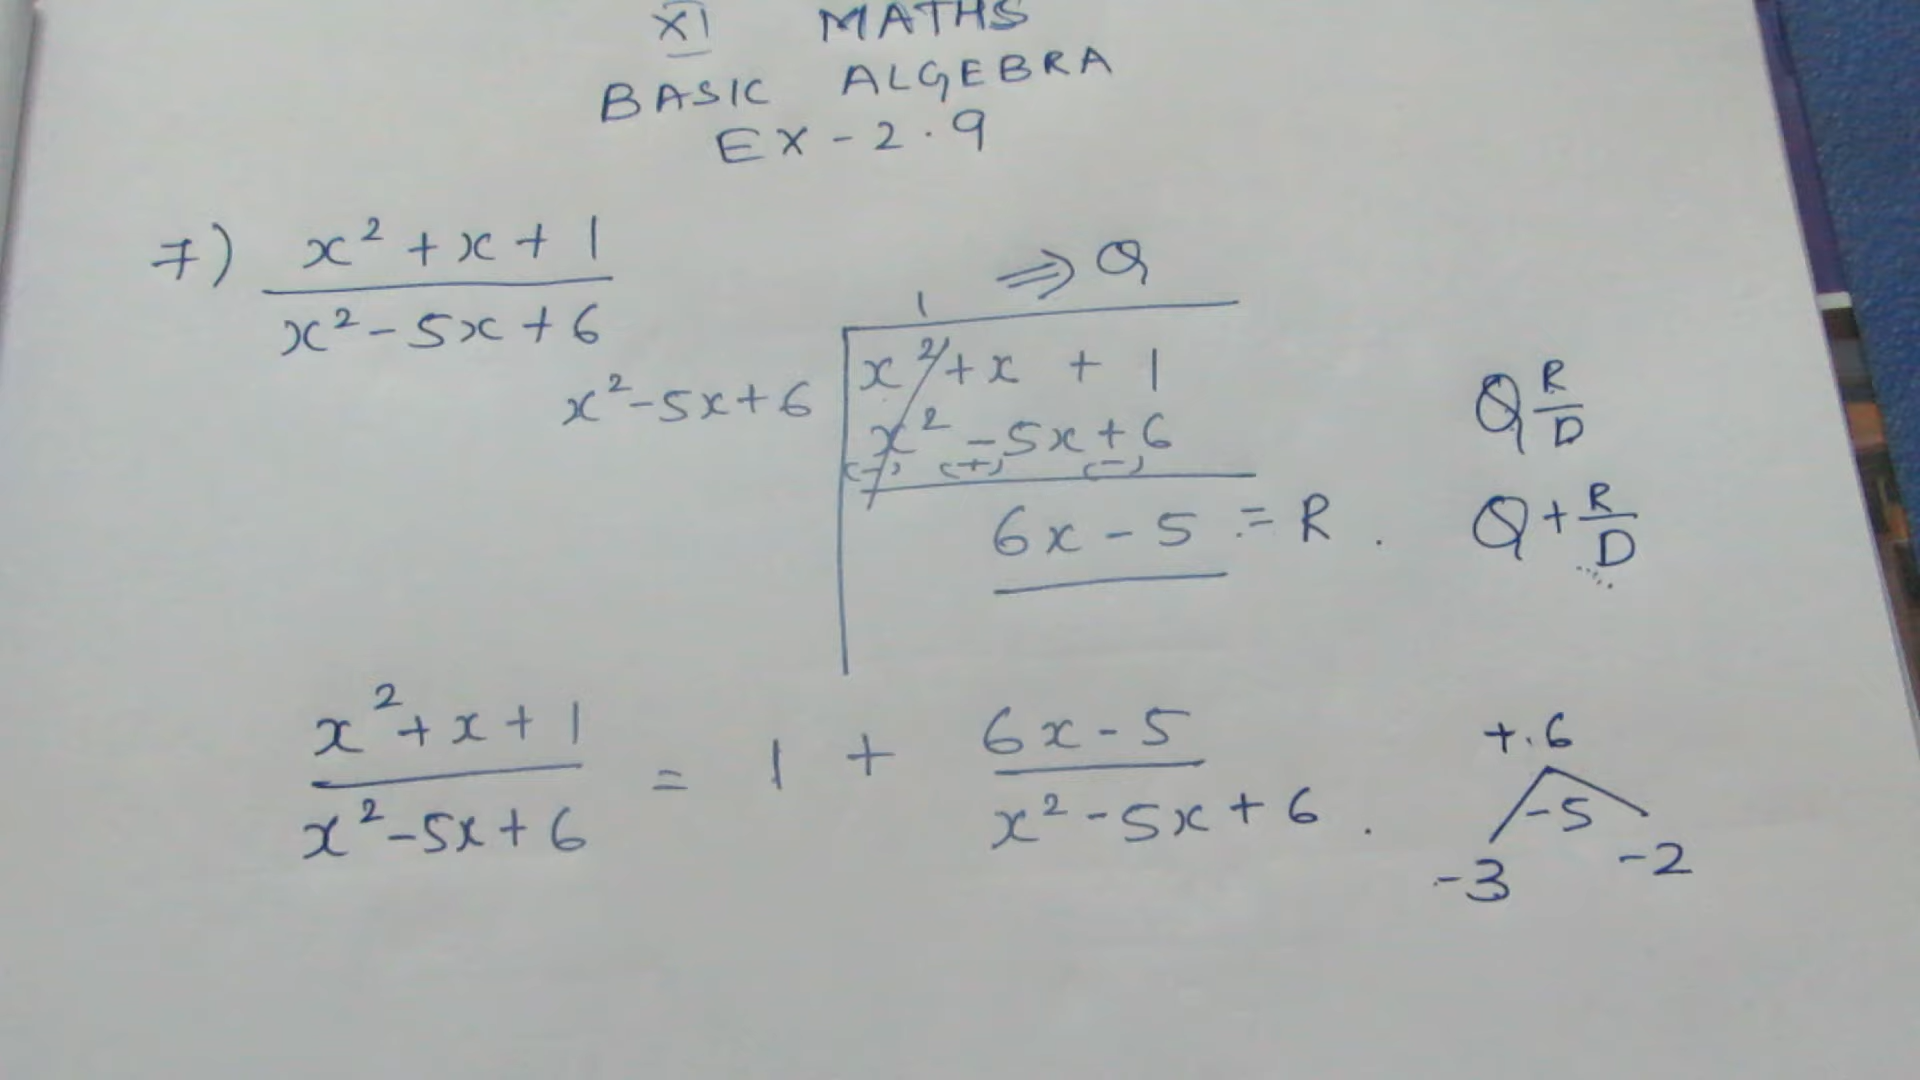 XI MATHS
BASIC ALGEBRA
EX - 2.9
7) x² + x + 1
x² - 5x + 6
1 ⇒ Q
x² - 5x + 6 x² + x + 1
x² - 5x + 6
(-) (+) (-)
6x - 5 = R.
Q R/D
Q + R/D
x² + x + 1 / x² - 5x + 6 = 1 + 6x - 5 / x² - 5x + 6.
+.6
-5
-3 -2